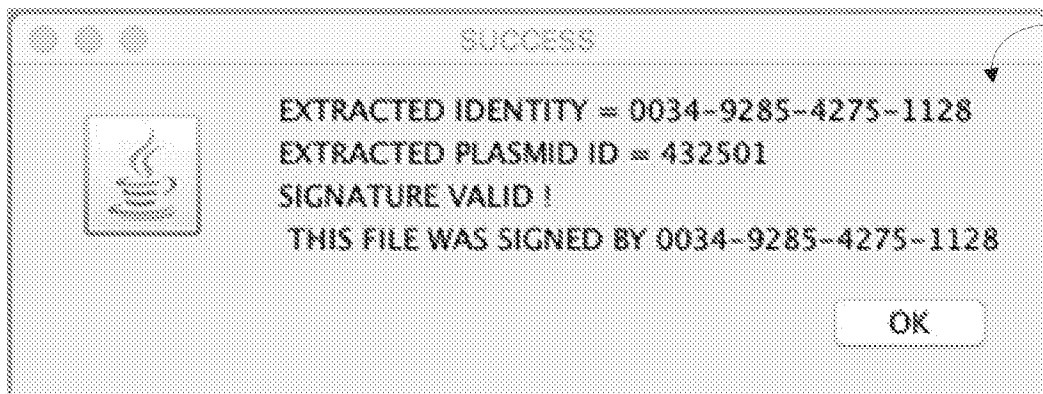 SUCCESS
EXTRACTED IDENTITY = 0034-9285-4275-1128
EXTRACTED PLASMID ID = 432501
SIGNATURE VALID !
THIS FILE WAS SIGNED BY 0034-9285-4275-1128
OK